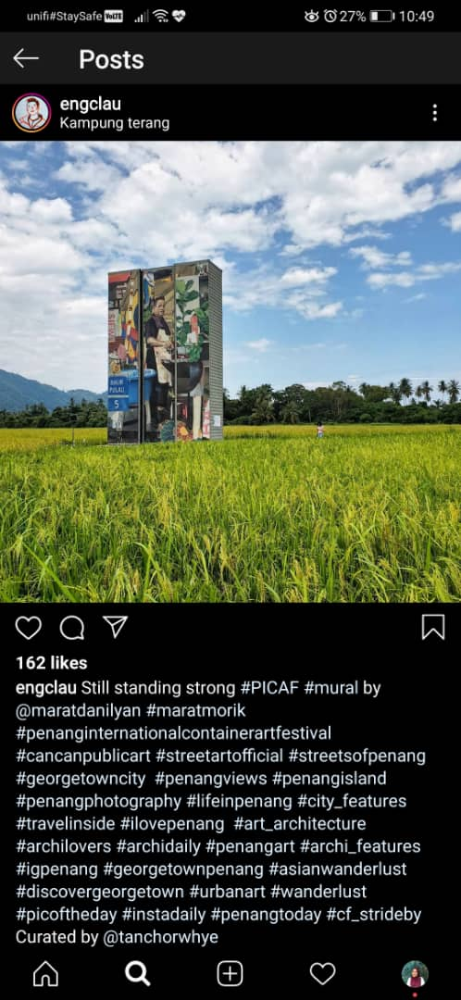 unifi#StaySafe VoLTE 27% 10:49
Posts
engclau
Kampung terang
BALIK
PULAU
5
162 likes
engclau Still standing strong #PICAF #mural by
@maratdanilyan #maratmorik
#penanginternationalcontainerartfestival
#cancanpublicart #streetartofficial #streetsofpenang
#georgetowncity #penangviews #penangisland
#penangphotography #lifeinpenang #city_features
#travelinside #ilovepenang #art_architecture
#archilovers #archidaily #penangart #archi_features
#igpenang #georgetownpenang #asianwanderlust
#discovergeorgetown #urbanart #wanderlust
#picoftheday #instadaily #penangtoday #cf_strideby
Curated by @tanchorwhye